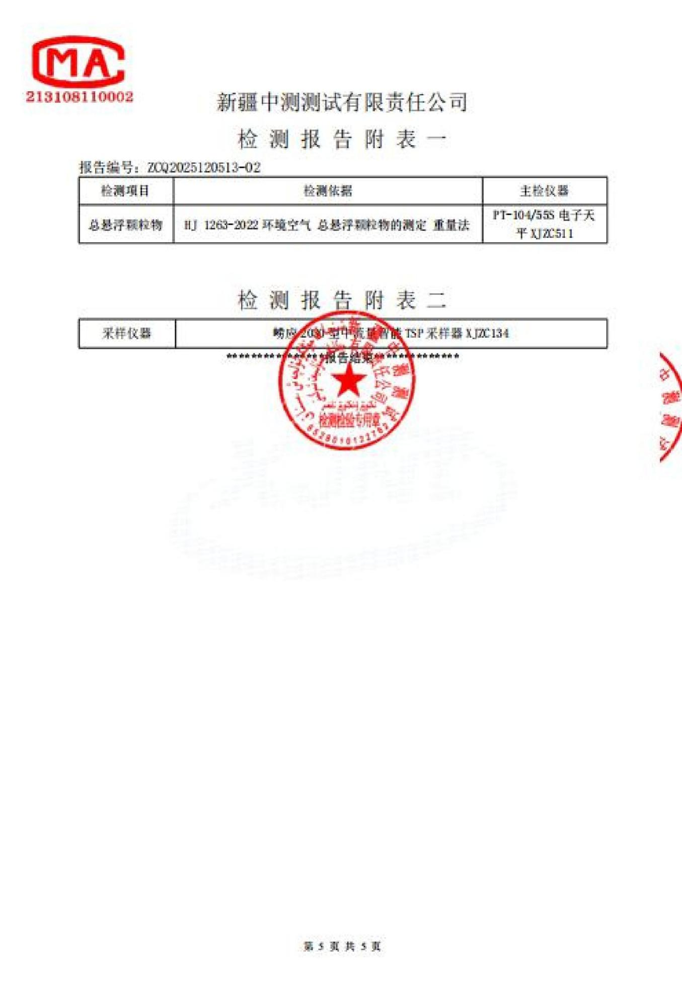 MA
213108110002
新疆中测测试有限责任公司
检测报告附表一
报告编号：ZCQ2025120513-02
检测项目 检测依据 主检仪器
总悬浮颗粒物 HJ 1263-2022 环境空气 总悬浮颗粒物的测定 重量法 PT-104/55S 电子天平 XJZC511
检测报告附表二
采样仪器 崂应 2030 型中流量智能 TSP 采样器 XJZC134
****************报告结束**************
检测检验专用章
第 5 页 共 5 页